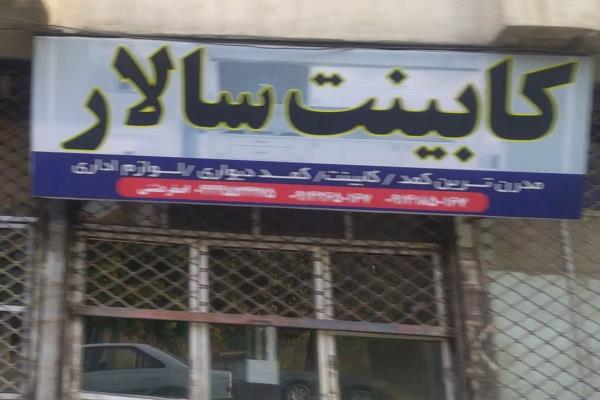 کابینت سالار
مدرن ترین کمد / کابینت / کمد دیواری / لوازم اداری